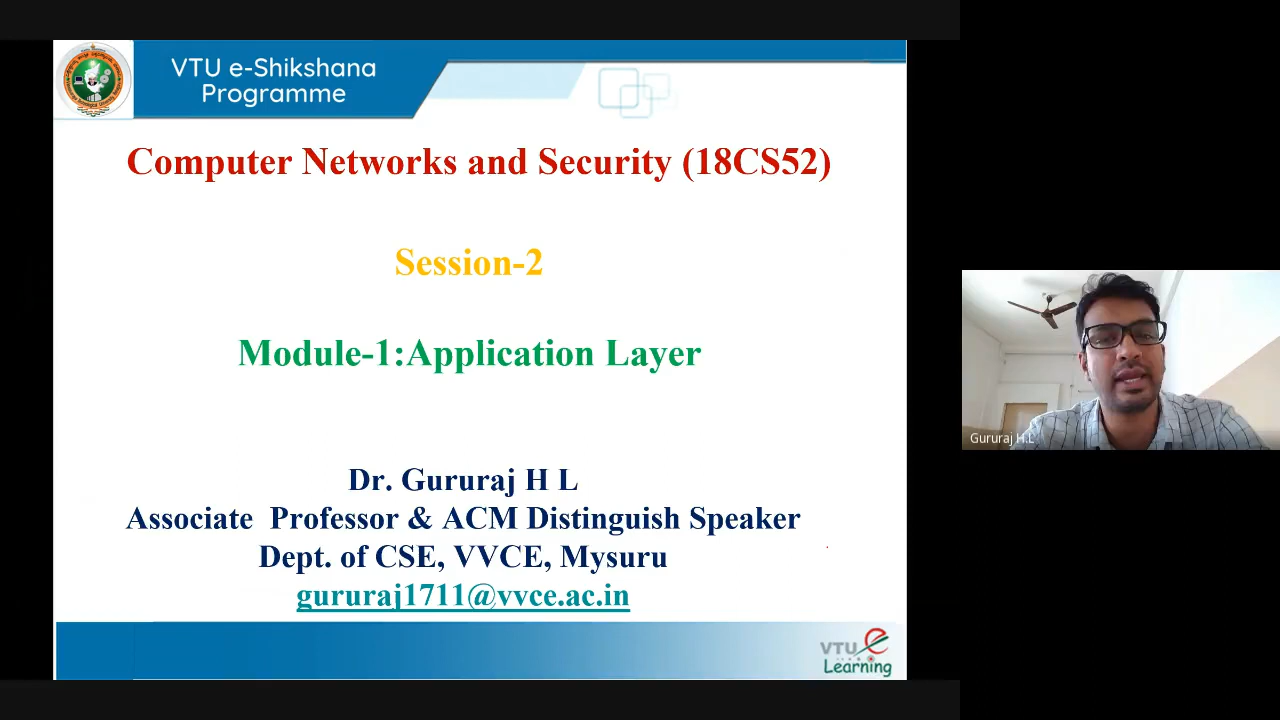 VTU e-Shikshana
Programme
Computer Networks and Security (18CS52)
Session-2
Module-1:Application Layer
Dr. Gururaj H L
Associate Professor & ACM Distinguish Speaker
Dept. of CSE, VVCE, Mysuru
gururaj1711@vvce.ac.in
VTU e
Learning
Gururaj H L